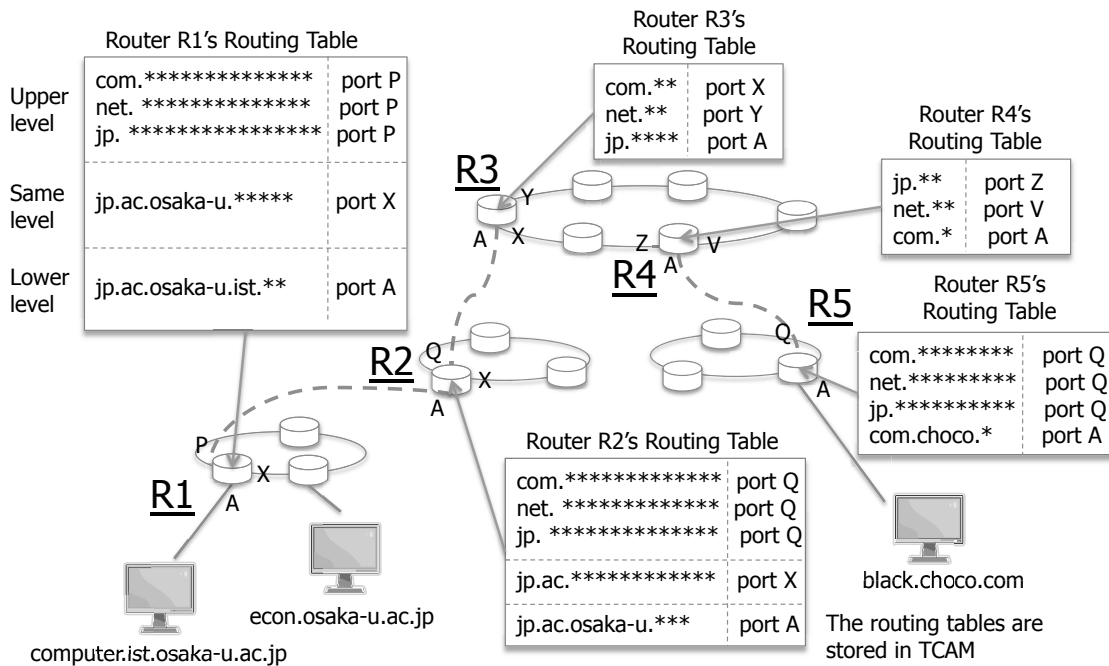 Router R1's Routing Table
Upper level
com.************** port P
net. ************** port P
jp. **************** port P
Same level
jp.ac.osaka-u.***** port X
Lower level
jp.ac.osaka-u.ist.** port A
Router R3's Routing Table
com.** port X
net.** port Y
jp.**** port A
Router R4's Routing Table
jp.** port Z
net.** port V
com.* port A
R3
Y
A
X
Z
V
A
R4
Router R5's Routing Table
com.******** port Q
net.********* port Q
jp.********** port Q
com.choco.* port A
R5
Q
A
R2
Q
X
A
P
X
A
R1
Router R2's Routing Table
com.************* port Q
net. ************* port Q
jp. ************** port Q
jp.ac.************ port X
jp.ac.osaka-u.*** port A
black.choco.com
econ.osaka-u.ac.jp
computer.ist.osaka-u.ac.jp
The routing tables are
stored in TCAM